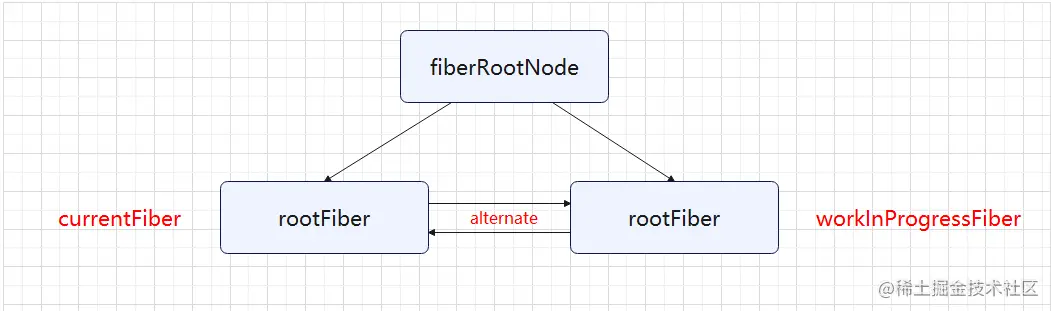 fiberRootNode
currentFiber
rootFiber
alternate
rootFiber
workInProgressFiber
@稀土掘金技术社区